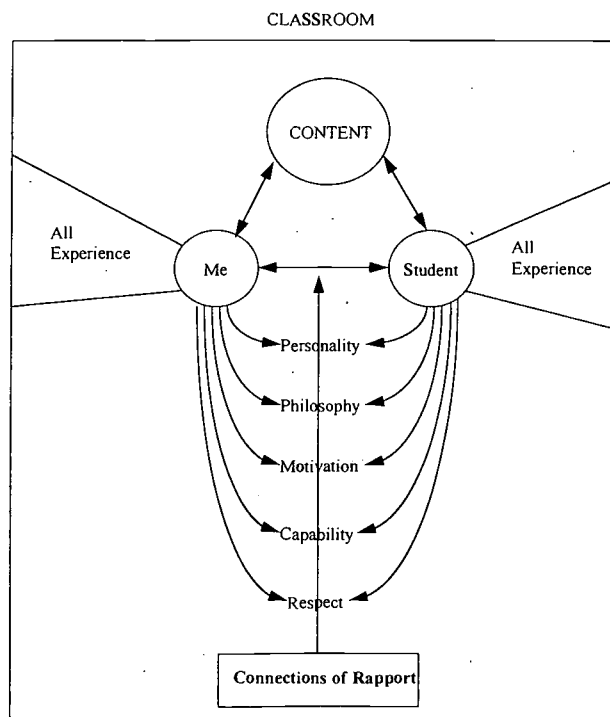 CLASSROOM
CONTENT
All
Experience
Me
Student
All
Experience
Personality
Philosophy
Motivation
Capability
Respect
Connections of Rapport